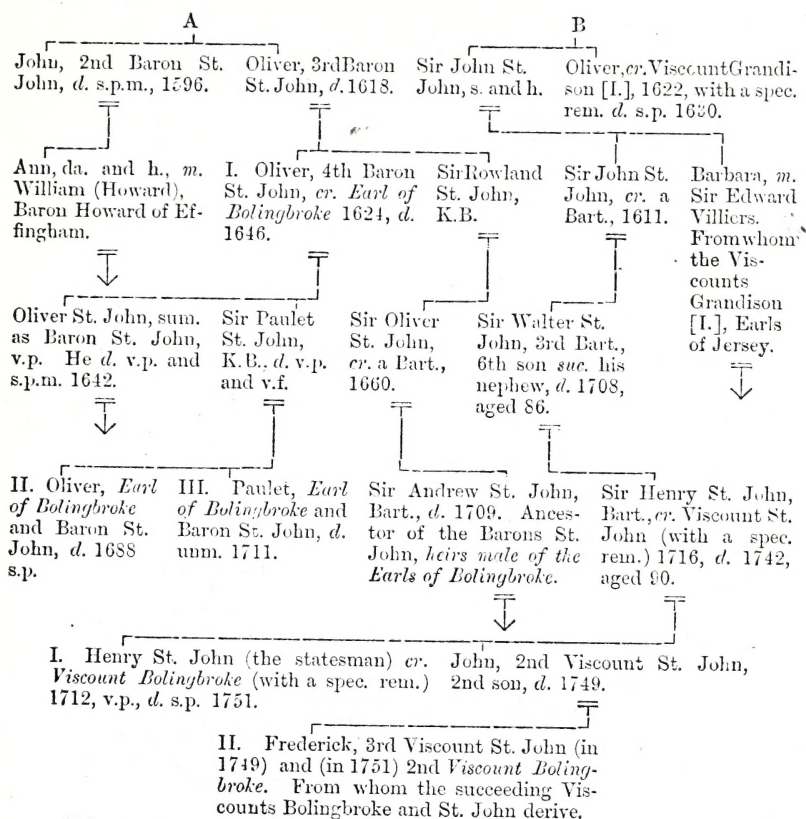 A
B
John, 2nd Baron St.
John, d. s.p.m., 1596.
Oliver, 3rd Baron
St. John, d. 1618.
Sir John St.
John, s. and h.
Oliver, cr. Viscount Grandi-
son [I.], 1622, with a spec.
rem. d. s.p. 1630.
Ann, da. and h., m.
William (Howard),
Baron Howard of Ef-
fingham.
I. Oliver, 4th Baron
St. John, cr. Earl of
Bolingbroke 1624, d.
1646.
Sir Rowland
St. John,
K.B.
Sir John St.
John, cr. a
Bart., 1611.
Barbara, m.
Sir Edward
Villiers.
From whom
the Vis-
counts
Grandison
[I.], Earls
of Jersey.
Oliver St. John, sum.
as Baron St. John,
v.p. He d. v.p. and
s.p.m. 1642.
Sir Paulet
St. John,
K.B., d. v.p.
and v.f.
Sir Oliver
St. John,
cr. a Bart.,
1660.
Sir Walter St.
John, 3rd Bart.,
6th son suc. his
nephew, d. 1708,
aged 86.
II. Oliver, Earl
of Bolingbroke
and Baron St.
John, d. 1688
s.p.
III. Paulet, Earl
of Bolingbroke and
Baron St. John, d.
unm. 1711.
Sir Andrew St. John,
Bart., d. 1709. Ances-
tor of the Barons St.
John, heirs male of the
Earls of Bolingbroke.
Sir Henry St. John,
Bart., cr. Viscount St.
John (with a spec.
rem.) 1716, d. 1742,
aged 90.
I. Henry St. John (the statesman) cr.
Viscount Bolingbroke (with a spec. rem.)
1712, v.p., d. s.p. 1751.
John, 2nd Viscount St. John,
2nd son, d. 1749.
II. Frederick, 3rd Viscount St. John (in
1749) and (in 1751) 2nd Viscount Boling-
broke. From whom the succeeding Vis-
counts Bolingbroke and St. John derive.